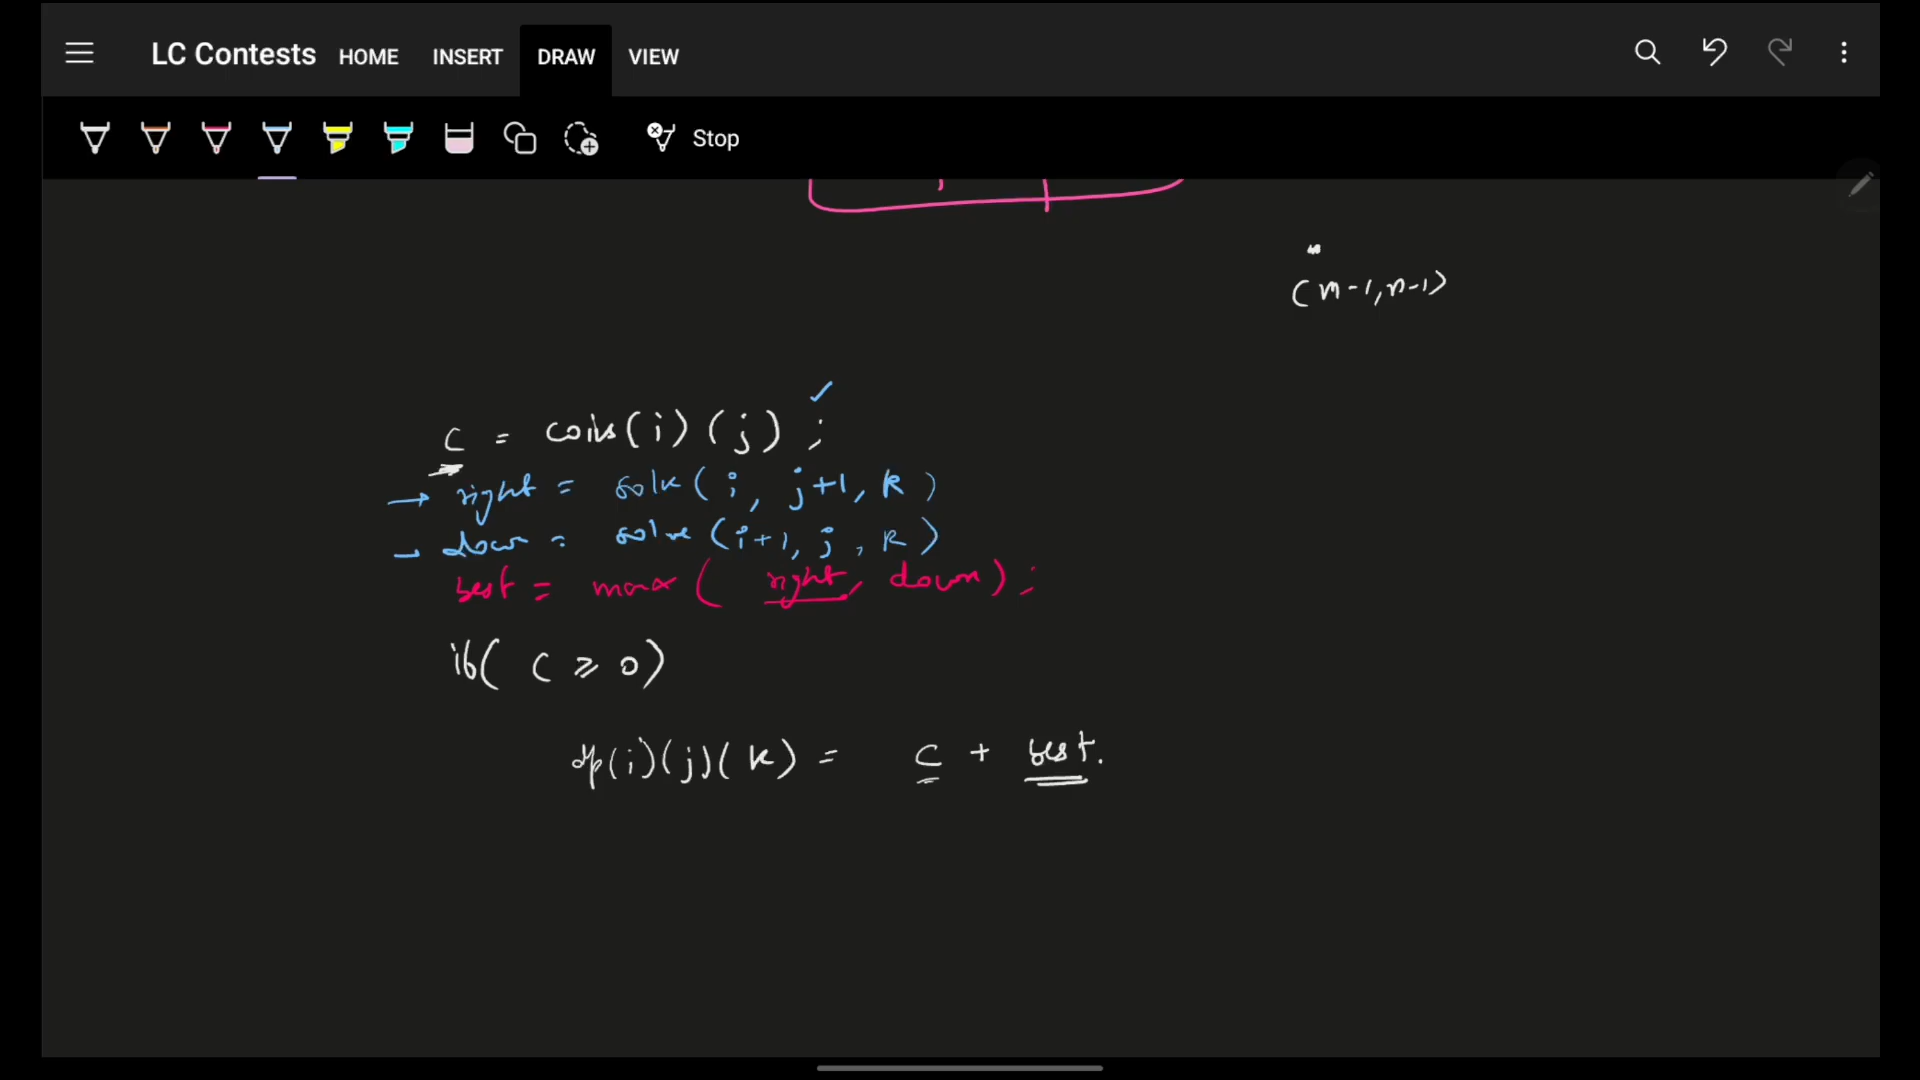 LC Contests HOME INSERT DRAW VIEW
Stop
(m-1,n-1)
c = coins(i)(j) ;
→ right = solve(i, j+1, k)
→ down = solve(i+1, j, k)
best = max( right, down);
if( c ≥ 0)
dp(i)(j)(k) = c + best.